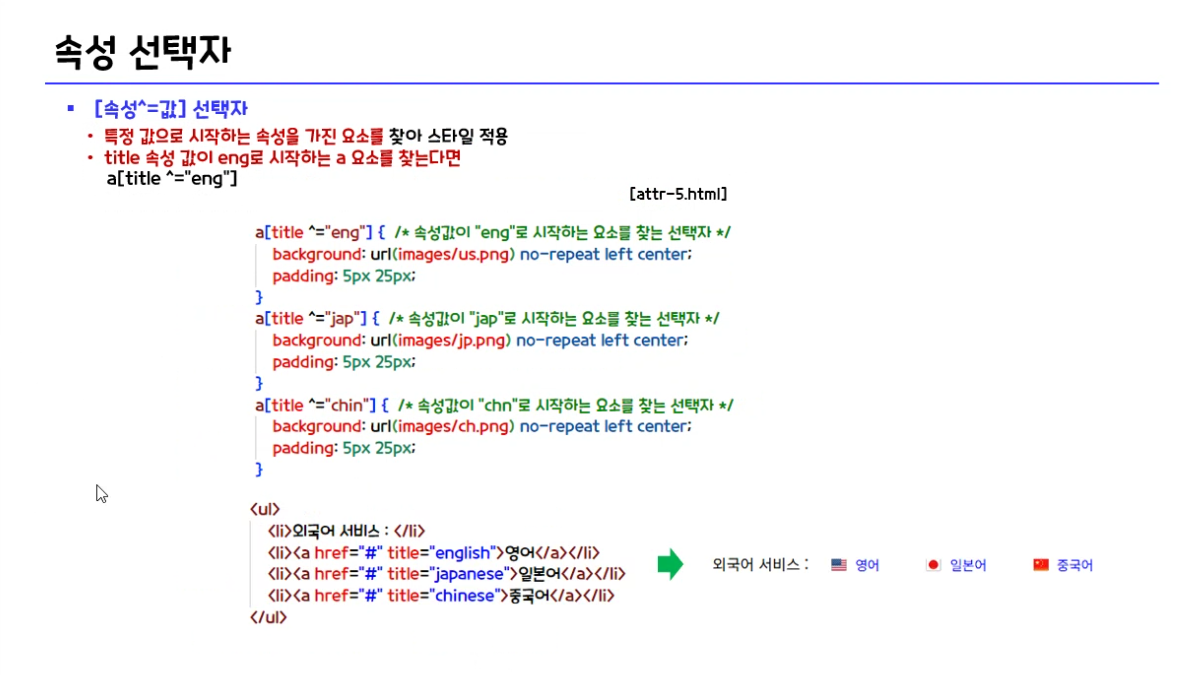 속성 선택자
▪ [속성^=값] 선택자
• 특정 값으로 시작하는 속성을 가진 요소를 찾아 스타일 적용
• title 속성 값이 eng로 시작하는 a 요소를 찾는다면
a[title ^="eng"]
[attr-5.html]
a[title ^="eng"] { /* 속성값이 "eng"로 시작하는 요소를 찾는 선택자 */
background: url(images/us.png) no-repeat left center;
padding: 5px 25px;
}
a[title ^="jap"] { /* 속성값이 "jap"로 시작하는 요소를 찾는 선택자 */
background: url(images/jp.png) no-repeat left center;
padding: 5px 25px;
}
a[title ^="chin"] { /* 속성값이 "chn"로 시작하는 요소를 찾는 선택자 */
background: url(images/ch.png) no-repeat left center;
padding: 5px 25px;
}
<ul>
<li>외국어 서비스 : </li>
<li><a href="#" title="english">영어</a></li>
<li><a href="#" title="japanese">일본어</a></li>
<li><a href="#" title="chinese">중국어</a></li>
</ul>
외국어 서비스 : 영어 일본어 중국어